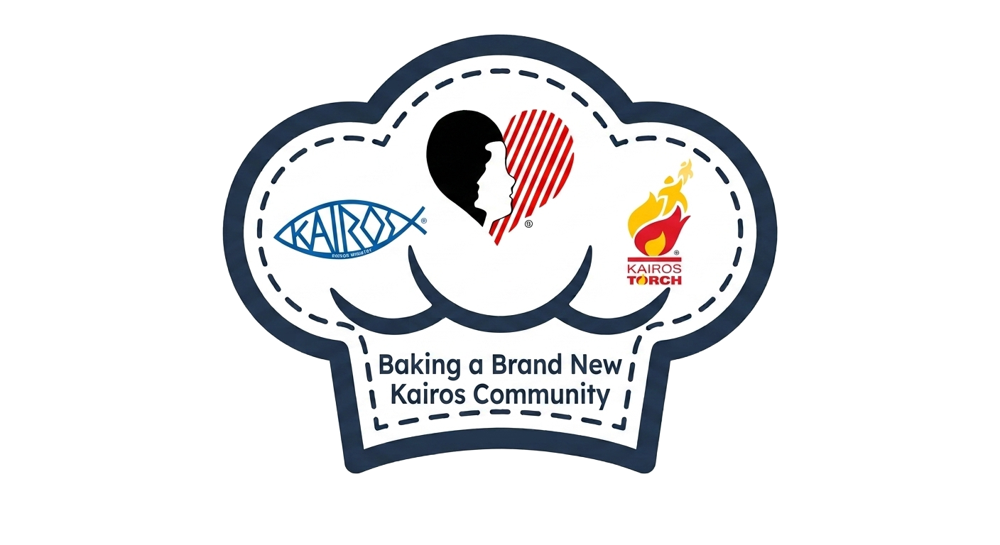 KAIROS
®
®
KAIROS
TORCH
®
Baking a Brand New
Kairos Community